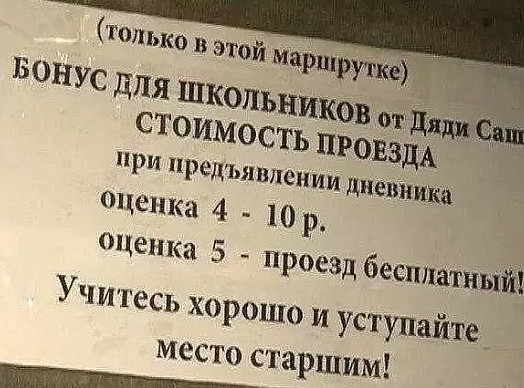 (только в этой маршрутке)
БОНУС ДЛЯ ШКОЛЬНИКОВ от Дяди Саш
СТОИМОСТЬ ПРОЕЗДА
при предъявлении дневника
оценка 4 - 10 р.
оценка 5 - проезд бесплатный!
Учитесь хорошо и уступайте
место старшим!